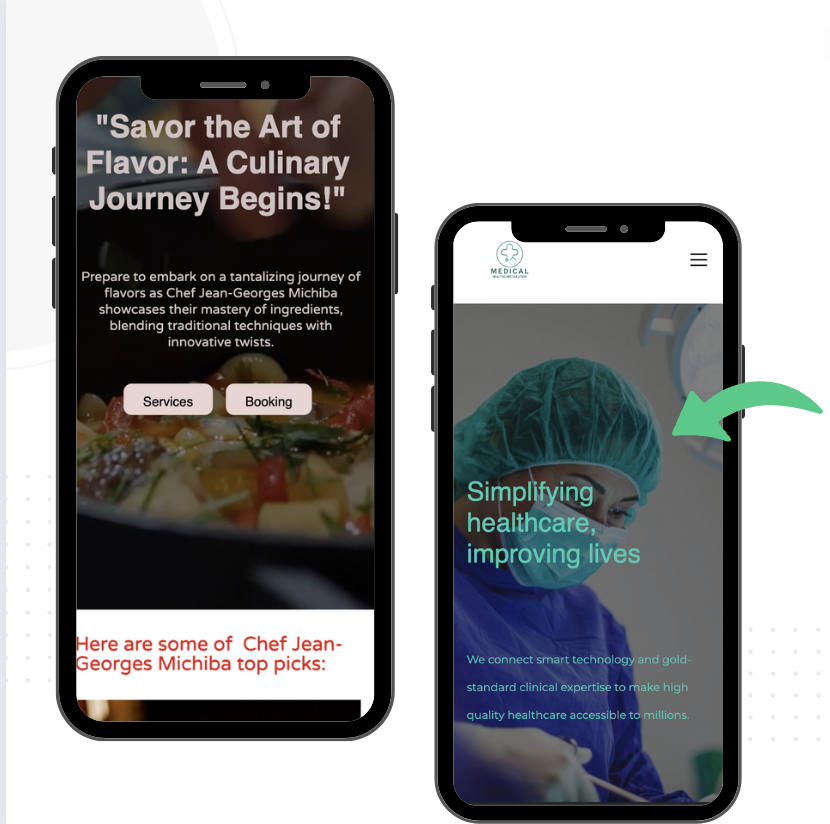 "Savor the Art of
Flavor: A Culinary
Journey Begins!"
Prepare to embark on a tantalizing journey of
flavors as Chef Jean-Georges Michiba
showcases their mastery of ingredients,
blending traditional techniques with
innovative twists.
Services
Booking
Here are some of  Chef Jean-
Georges Michiba top picks:
MEDICAL
Simplifying
healthcare,
improving lives
We connect smart technology and gold-
standard clinical expertise to make high
quality healthcare accessible to millions.